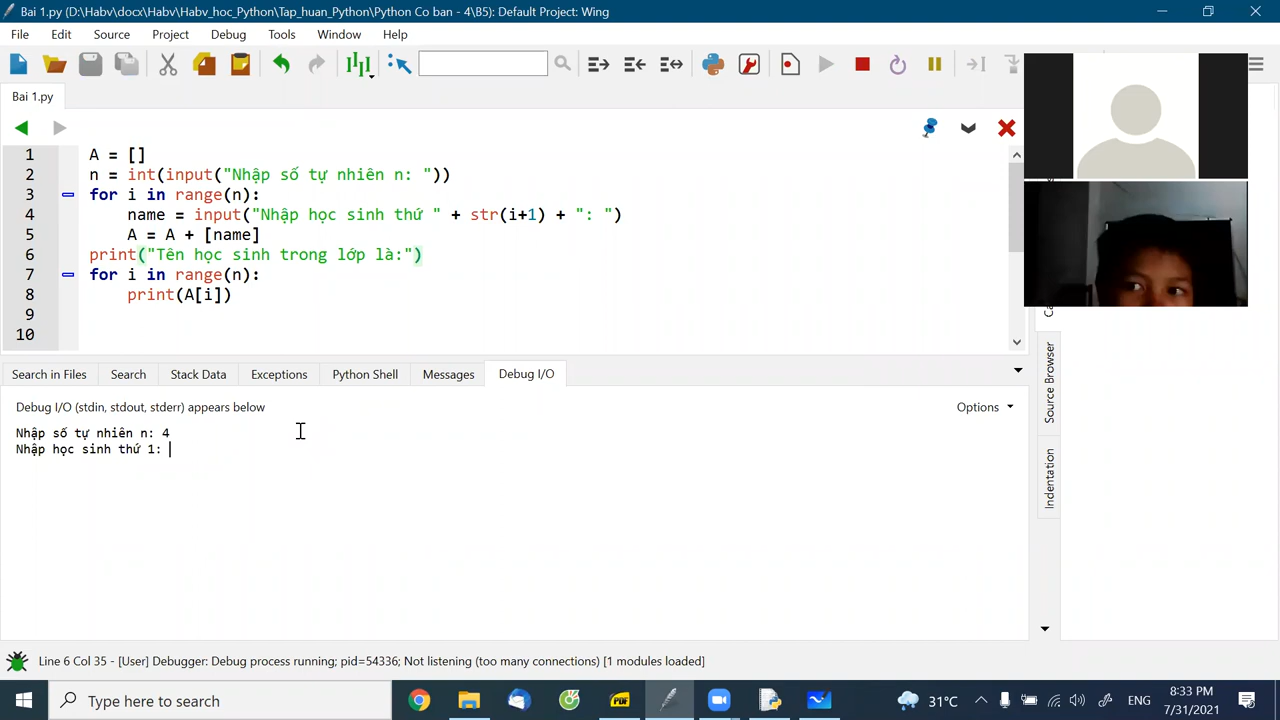 Bai 1.py (D:\Habv\docx\Habv\Habv_hoc_Python\Tap_huan_Python\Python Co ban - 4\B5): Default Project: Wing
File Edit Source Project Debug Tools Window Help
Bai 1.py
1 A = []
2 n = int(input("Nhập số tự nhiên n: "))
3 for i in range(n):
4 name = input("Nhập học sinh thứ " + str(i+1) + ": ")
5 A = A + [name]
6 print("Tên học sinh trong lớp là:")
7 for i in range(n):
8 print(A[i])
9
10
Search in Files Search Stack Data Exceptions Python Shell Messages Debug I/O
Debug I/O (stdin, stdout, stderr) appears below
Options
Nhập số tự nhiên n: 4
Nhập học sinh thứ 1:
Source Browser
Indentation
Line 6 Col 35 - [User] Debugger: Debug process running; pid=54336; Not listening (too many connections) [1 modules loaded]
Type here to search
PDF
31°C
ENG
8:33 PM
7/31/2021